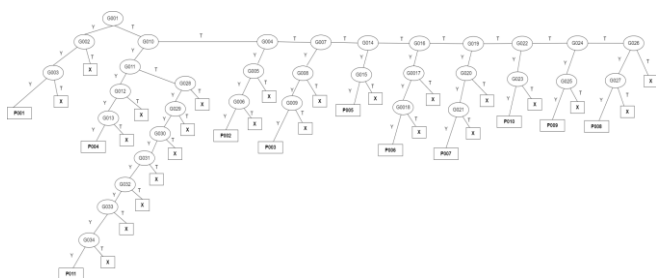 G001
Y T
G002 G010 T G004 T G007 T G014 T G016 T G019 T G022 T G024 T G026
Y T Y T Y T Y T Y T Y T Y T Y T Y T Y T
G003 X G011 G005 X G008 X G015 X G0017 X G020 X G023 X G025 X G027 X
Y T Y T
P001 X G012 G028
Y T Y T
G013 X G029 X
Y T Y T
P004 X G030 X
Y T
G031 X
Y T
G032 X
Y T
G033 X
Y T
G034 X
Y T
P011 X
G006 X G009 X P005 X G0018 X G021 X P010 X P009 X P008 X
Y T Y T Y T Y T
P002 X P003 X P006 X P007 X